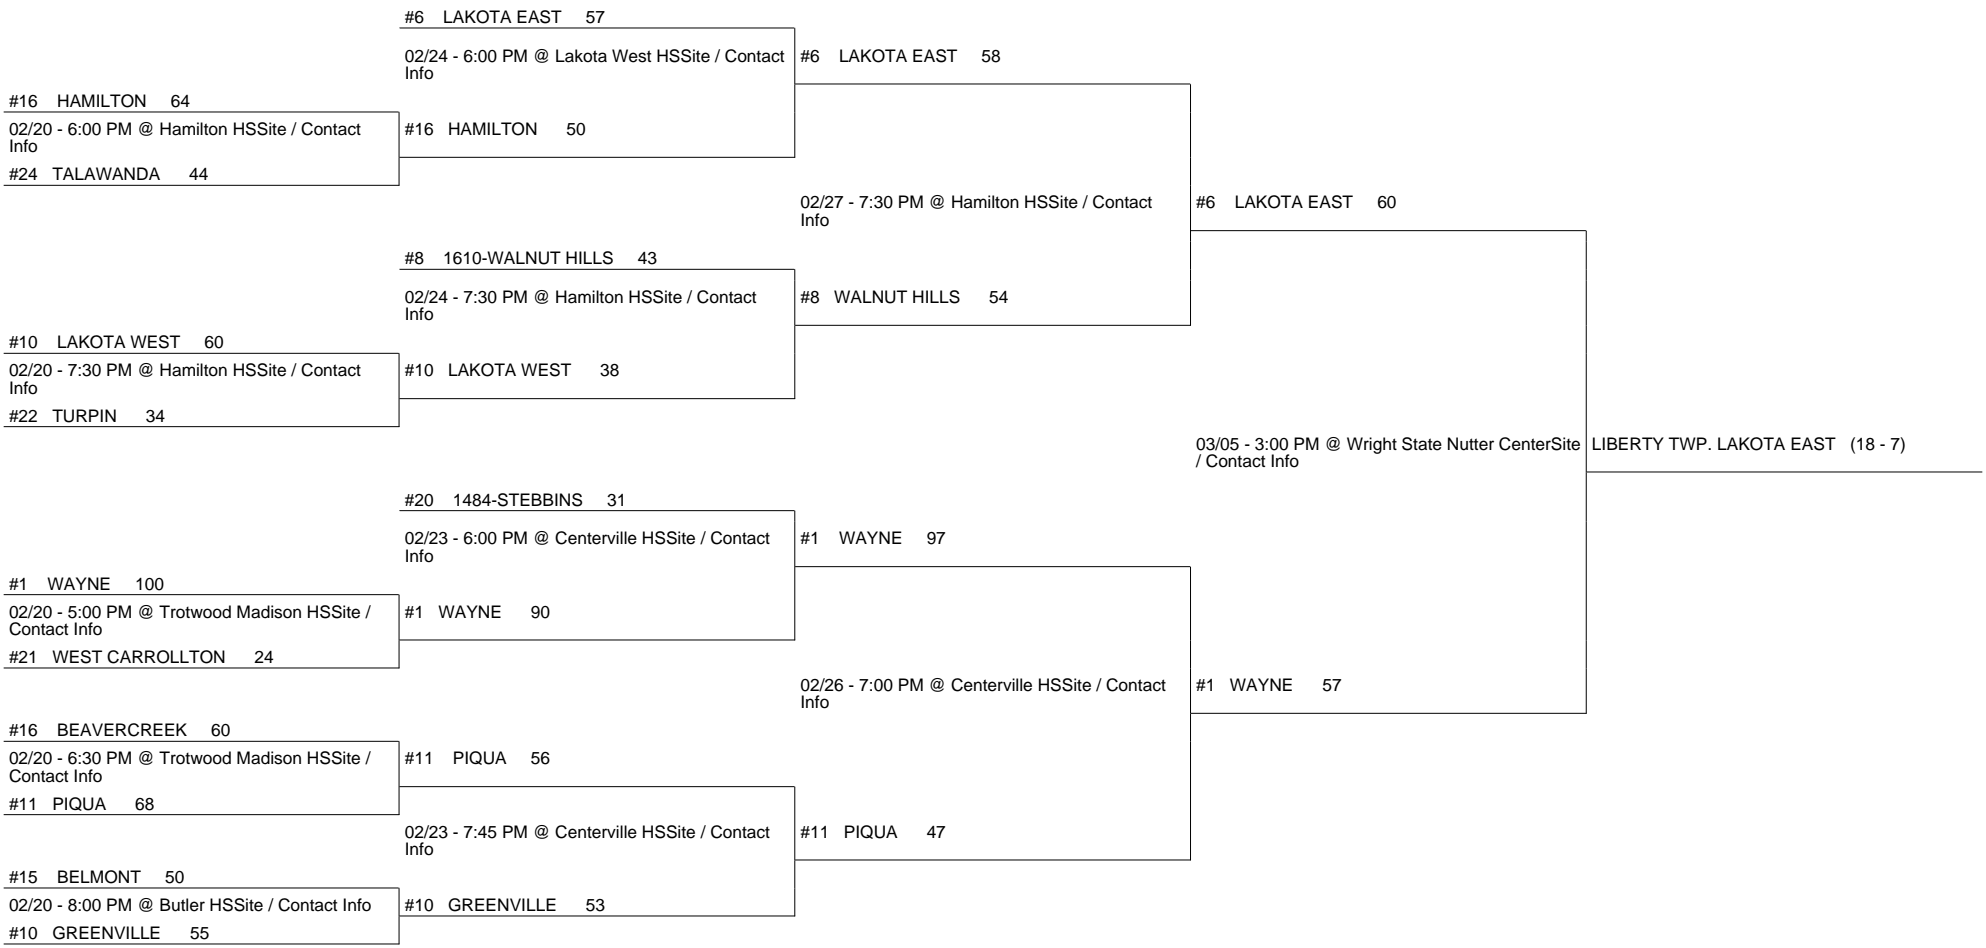 #6 LAKOTA EAST 57
02/24 - 6:00 PM @ Lakota West HSSite / Contact
Info
#16 HAMILTON 50
#16 HAMILTON 64
02/20 - 6:00 PM @ Hamilton HSSite / Contact
Info
#24 TALAWANDA 44
#6 LAKOTA EAST 58
02/27 - 7:30 PM @ Hamilton HSSite / Contact
Info
#8 WALNUT HILLS 54
#8 1610-WALNUT HILLS 43
02/24 - 7:30 PM @ Hamilton HSSite / Contact
Info
#10 LAKOTA WEST 38
#10 LAKOTA WEST 60
02/20 - 7:30 PM @ Hamilton HSSite / Contact
Info
#22 TURPIN 34
#6 LAKOTA EAST 60
03/05 - 3:00 PM @ Wright State Nutter CenterSite
/ Contact Info
#1 WAYNE 57
LIBERTY TWP. LAKOTA EAST (18 - 7)
#20 1484-STEBBINS 31
02/23 - 6:00 PM @ Centerville HSSite / Contact
Info
#1 WAYNE 90
#1 WAYNE 100
02/20 - 5:00 PM @ Trotwood Madison HSSite /
Contact Info
#21 WEST CARROLLTON 24
#1 WAYNE 97
02/26 - 7:00 PM @ Centerville HSSite / Contact
Info
#11 PIQUA 47
#16 BEAVERCREEK 60
02/20 - 6:30 PM @ Trotwood Madison HSSite /
Contact Info
#11 PIQUA 68
#11 PIQUA 56
02/23 - 7:45 PM @ Centerville HSSite / Contact
Info
#10 GREENVILLE 53
#15 BELMONT 50
02/20 - 8:00 PM @ Butler HSSite / Contact Info
#10 GREENVILLE 55